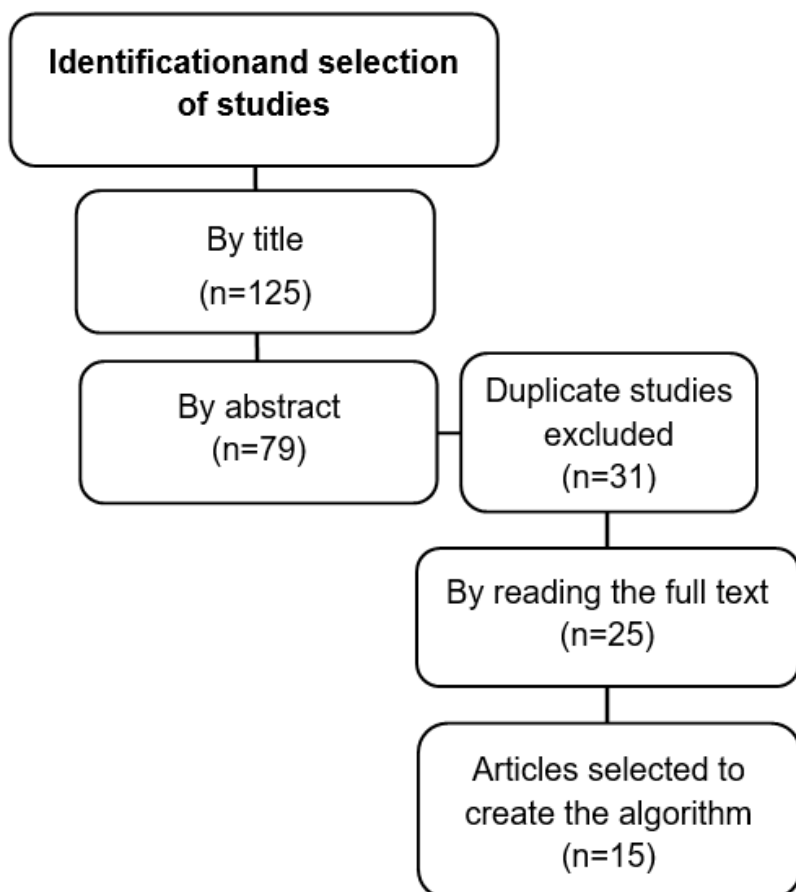 Identificationand selection
of studies
By title
(n=125)
By abstract
(n=79)
Duplicate studies
excluded
(n=31)
By reading the full text
(n=25)
Articles selected to
create the algorithm
(n=15)